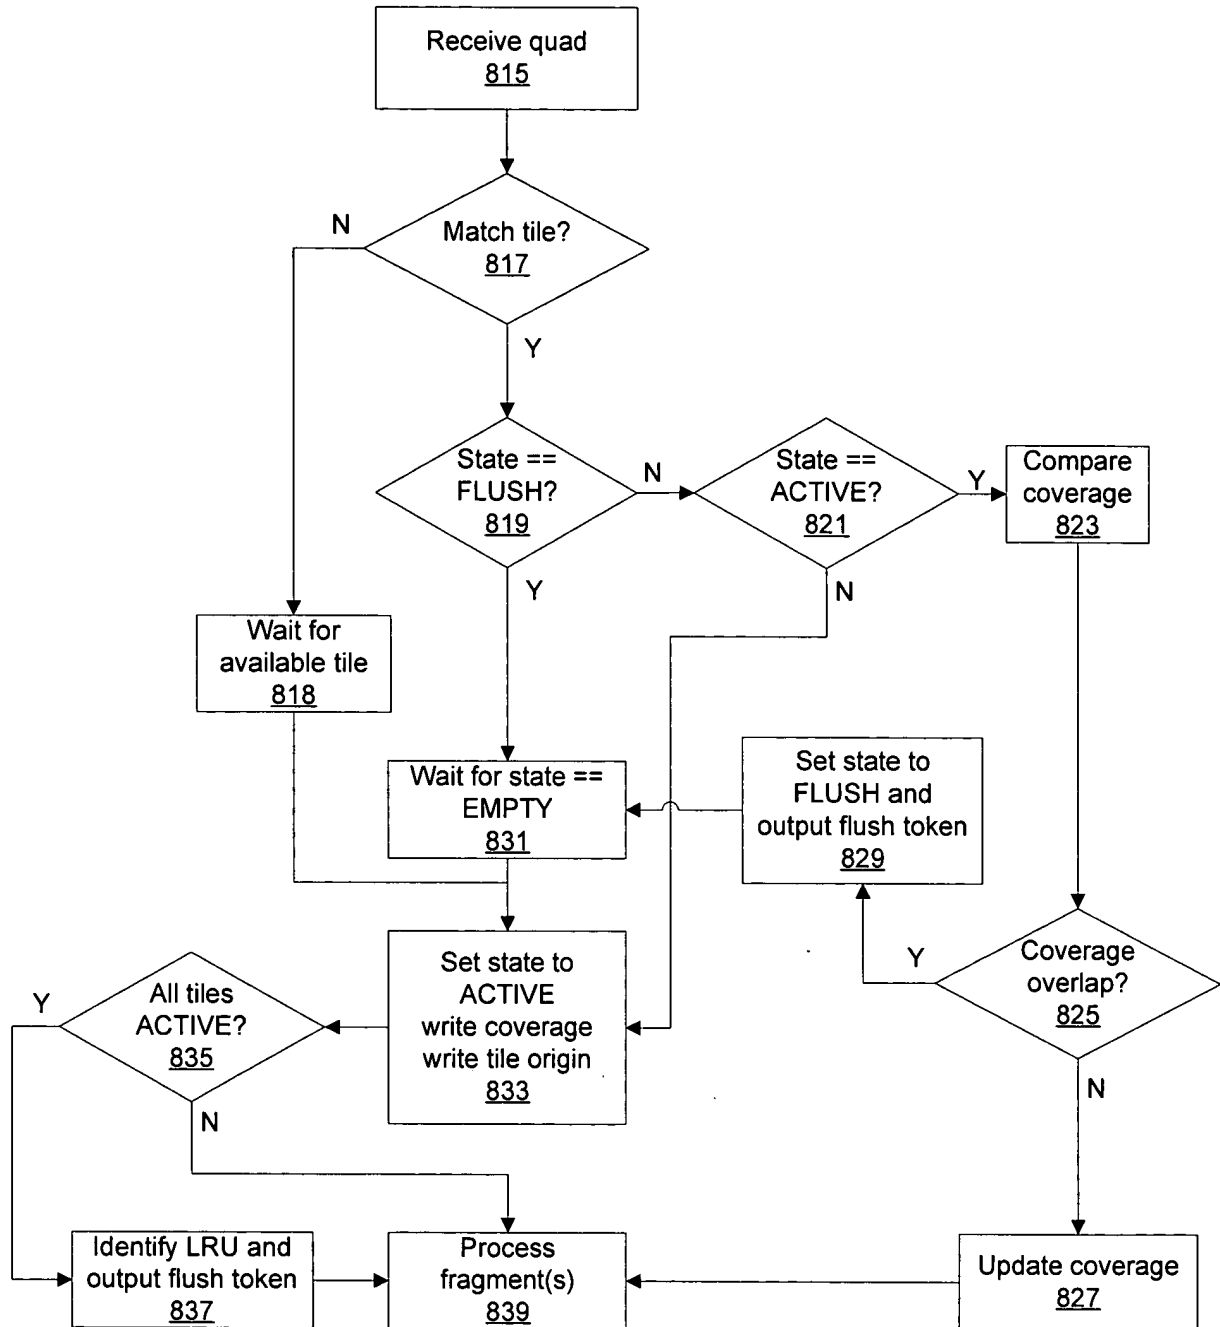 Receive quad
815
N
Match tile?
817
Y
State ==
FLUSH?
819
N
State ==
ACTIVE?
821
Y
Compare
coverage
823
Y
N
Wait for
available tile
818
Wait for state ==
EMPTY
831
Set state to
FLUSH and
output flush token
829
Y
Coverage
overlap?
825
N
Set state to
ACTIVE
write coverage
write tile origin
833
Y
All tiles
ACTIVE?
835
N
Identify LRU and
output flush token
837
Process
fragment(s)
839
Update coverage
827